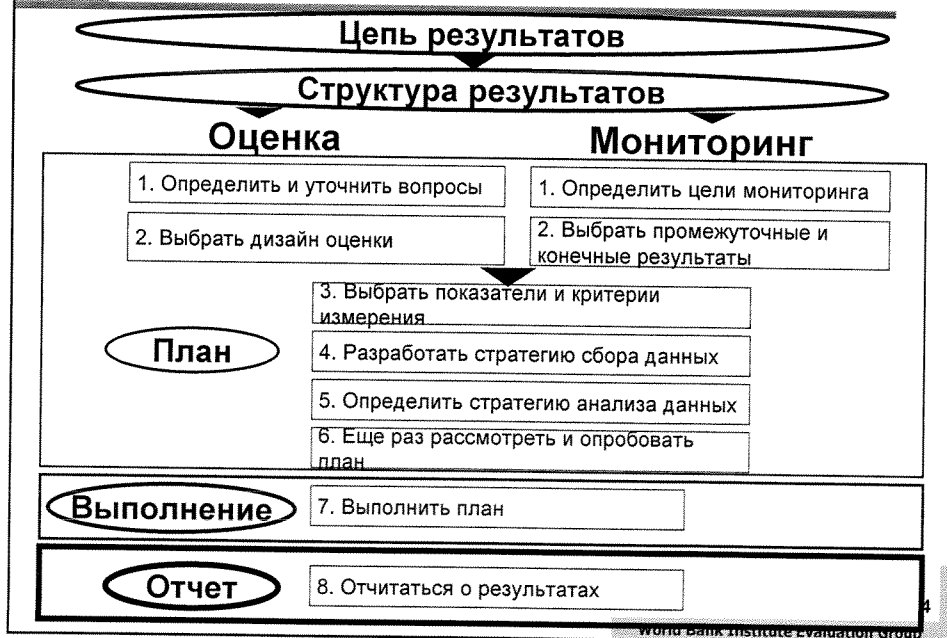 Цепь результатов
Структура результатов
Оценка
Мониторинг
1. Определить и уточнить вопросы
1. Определить цели мониторинга
2. Выбрать дизайн оценки
2. Выбрать промежуточные и
конечные результаты
3. Выбрать показатели и критерии
измерения
План
4. Разработать стратегию сбора данных
5. Определить стратегию анализа данных
6. Еще раз рассмотреть и опробовать
план
Выполнение
7. Выполнить план
Отчет
8. Отчитаться о результатах
4
World Bank Institute Evaluation Group